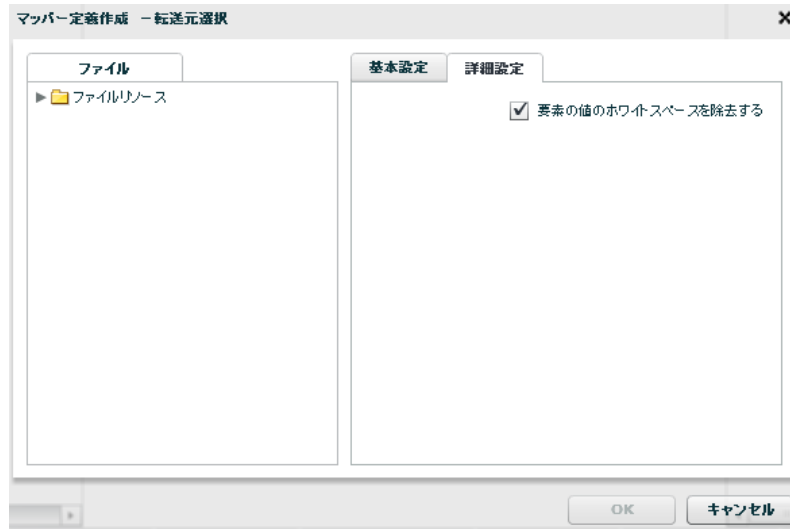 マッパー定義作成 －転送元選択
ファイル
ファイルリソース
基本設定
詳細設定
要素の値のホワイトスペースを除去する
OK
キャンセル